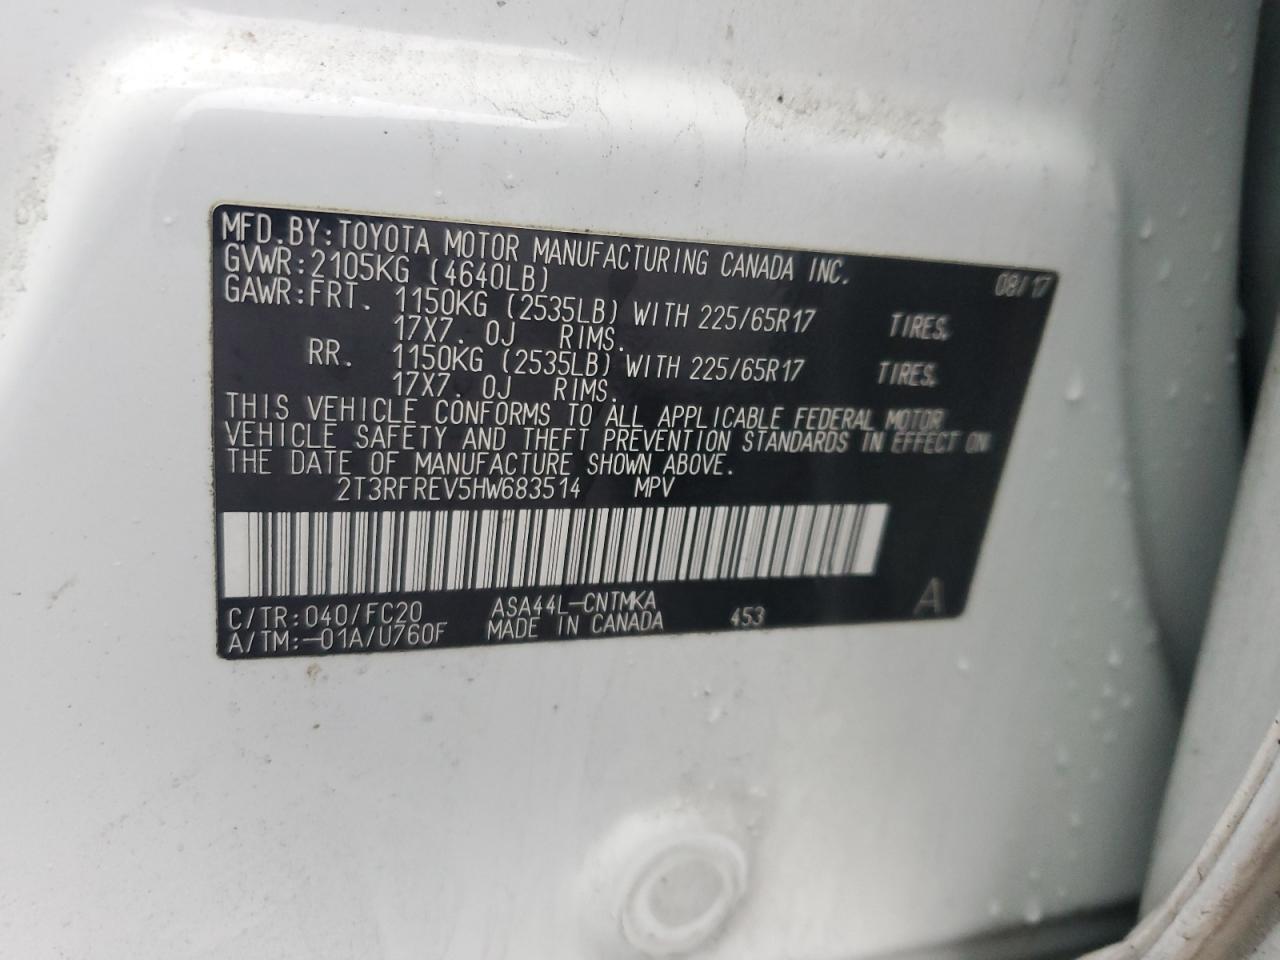 MFD.BY:TOYOTA MOTOR MANUFACTURING CANADA INC. 08/17
GVWR:2105KG (4640LB)
GAWR:FRT. 1150KG (2535LB) WITH 225/65R17 TIRES.
17X7. 0J RIMS.
RR. 1150KG (2535LB) WITH 225/65R17 TIRES.
17X7. 0J RIMS.
THIS VEHICLE CONFORMS TO ALL APPLICABLE FEDERAL MOTOR
VEHICLE SAFETY AND THEFT PREVENTION STANDARDS IN EFFECT ON
THE DATE OF MANUFACTURE SHOWN ABOVE.
2T3RFREV5HW683514 MPV
C/TR:040/FC20 ASA44L-CNTMKA A
A/TM:-01A/U760F MADE IN CANADA 453